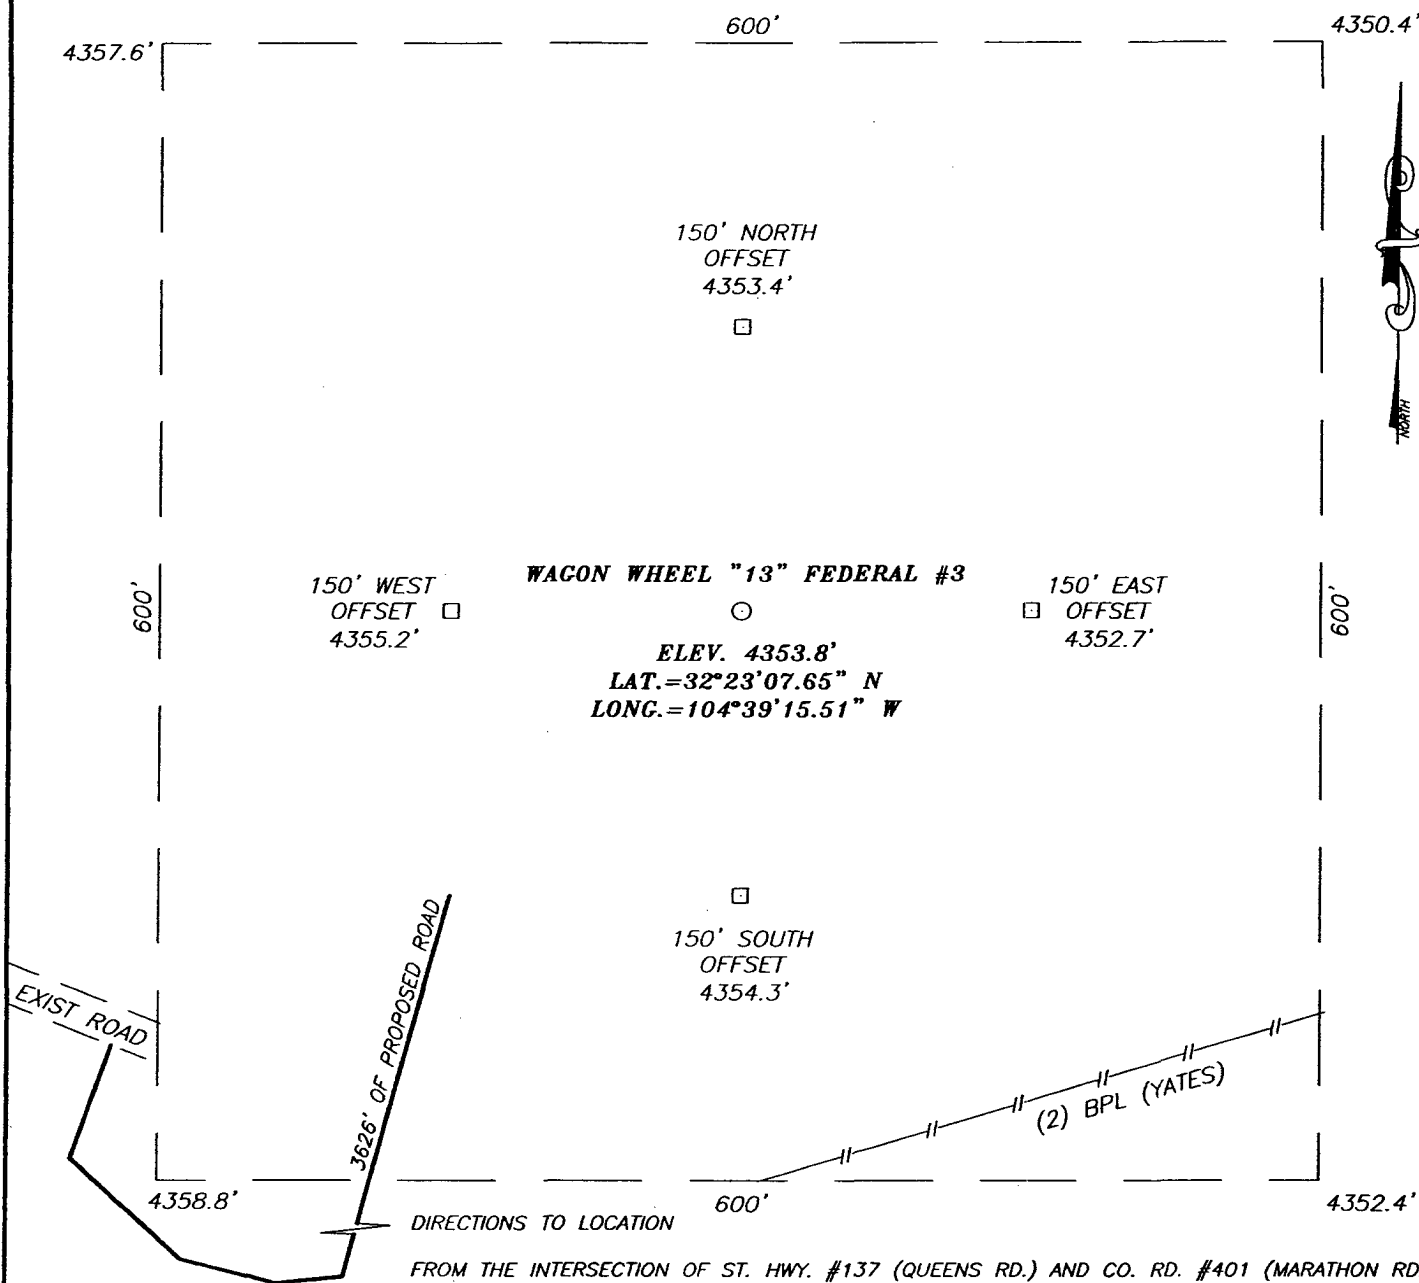 600'
4350.4'
4357.6'
150' NORTH
OFFSET
4353.4'
NORTH
WAGON WHEEL "13" FEDERAL #3
150' WEST
OFFSET
4355.2'
150' EAST
OFFSET
4352.7'
600'
600'
ELEV. 4353.8'
LAT.=32°23'07.65" N
LONG.=104°39'15.51" W
150' SOUTH
OFFSET
4354.3'
EXIST ROAD
3626' OF PROPOSED ROAD
(2) BPL (YATES)
4358.8'
600'
4352.4'
DIRECTIONS TO LOCATION
FROM THE INTERSECTION OF ST. HWY. #137 (QUEENS RD.) AND CO. RD. #401 (MARATHON RD